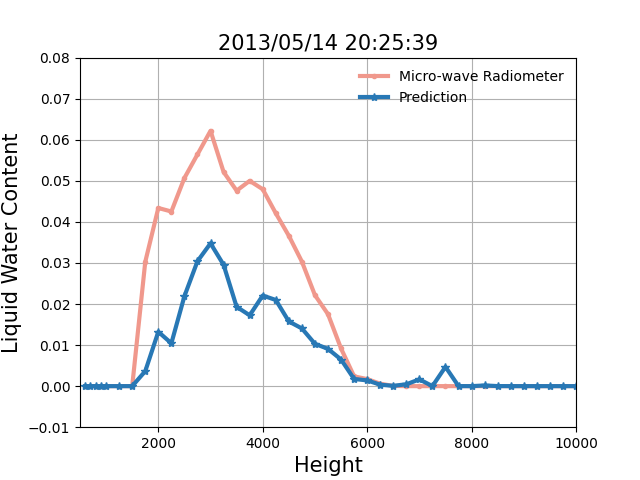 2013/05/14 20:25:39
Micro-wave Radiometer
Prediction
Liquid Water Content
0.08
0.07
0.06
0.05
0.04
0.03
0.02
0.01
0.00
−0.01
2000 4000 6000 8000 10000
Height